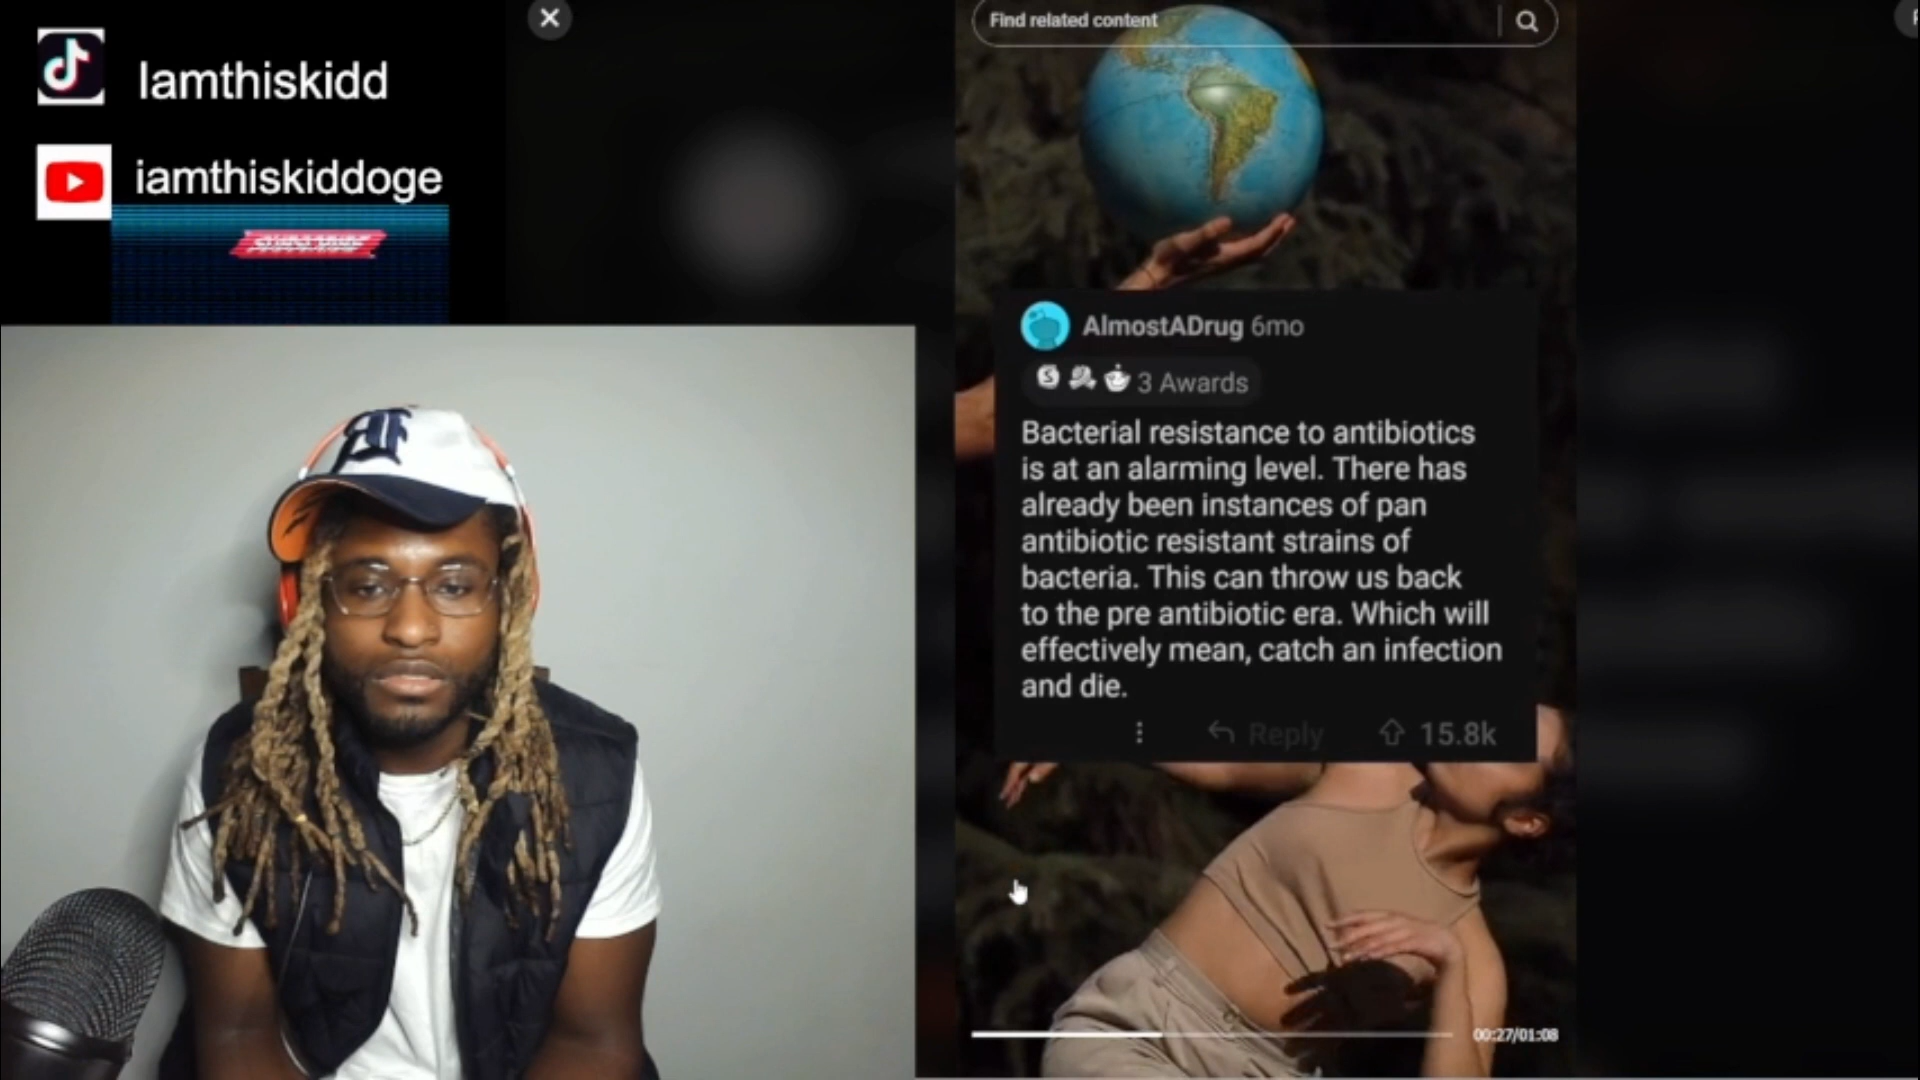 Iamthiskidd
iamthiskiddoge
SUBSCRIBE
Find related content
AlmostADrug 6mo
3 Awards
Bacterial resistance to antibiotics
is at an alarming level. There has
already been instances of pan
antibiotic resistant strains of
bacteria. This can throw us back
to the pre antibiotic era. Which will
effectively mean, catch an infection
and die.
Reply 15.8k
00:27/01:08